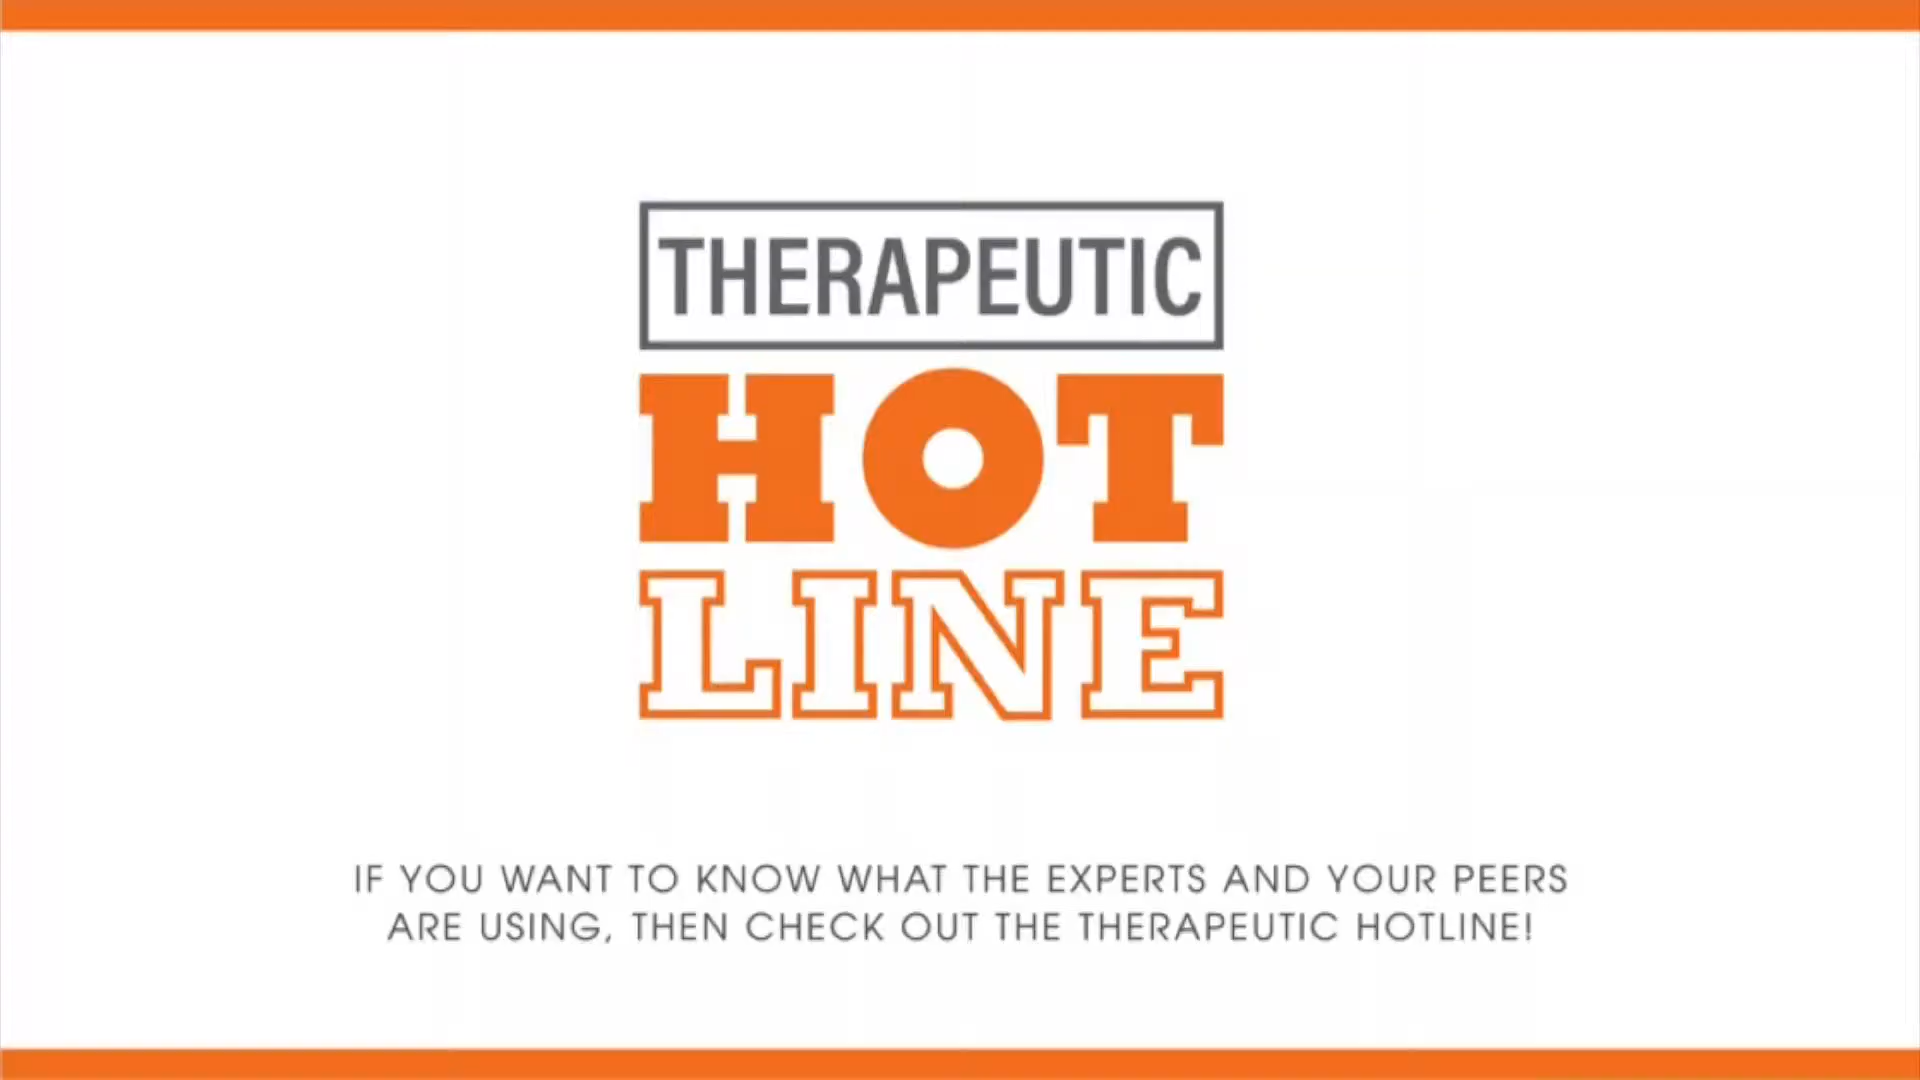 THERAPEUTIC
HOT
LINE
IF YOU WANT TO KNOW WHAT THE EXPERTS AND YOUR PEERS
ARE USING, THEN CHECK OUT THE THERAPEUTIC HOTLINE!